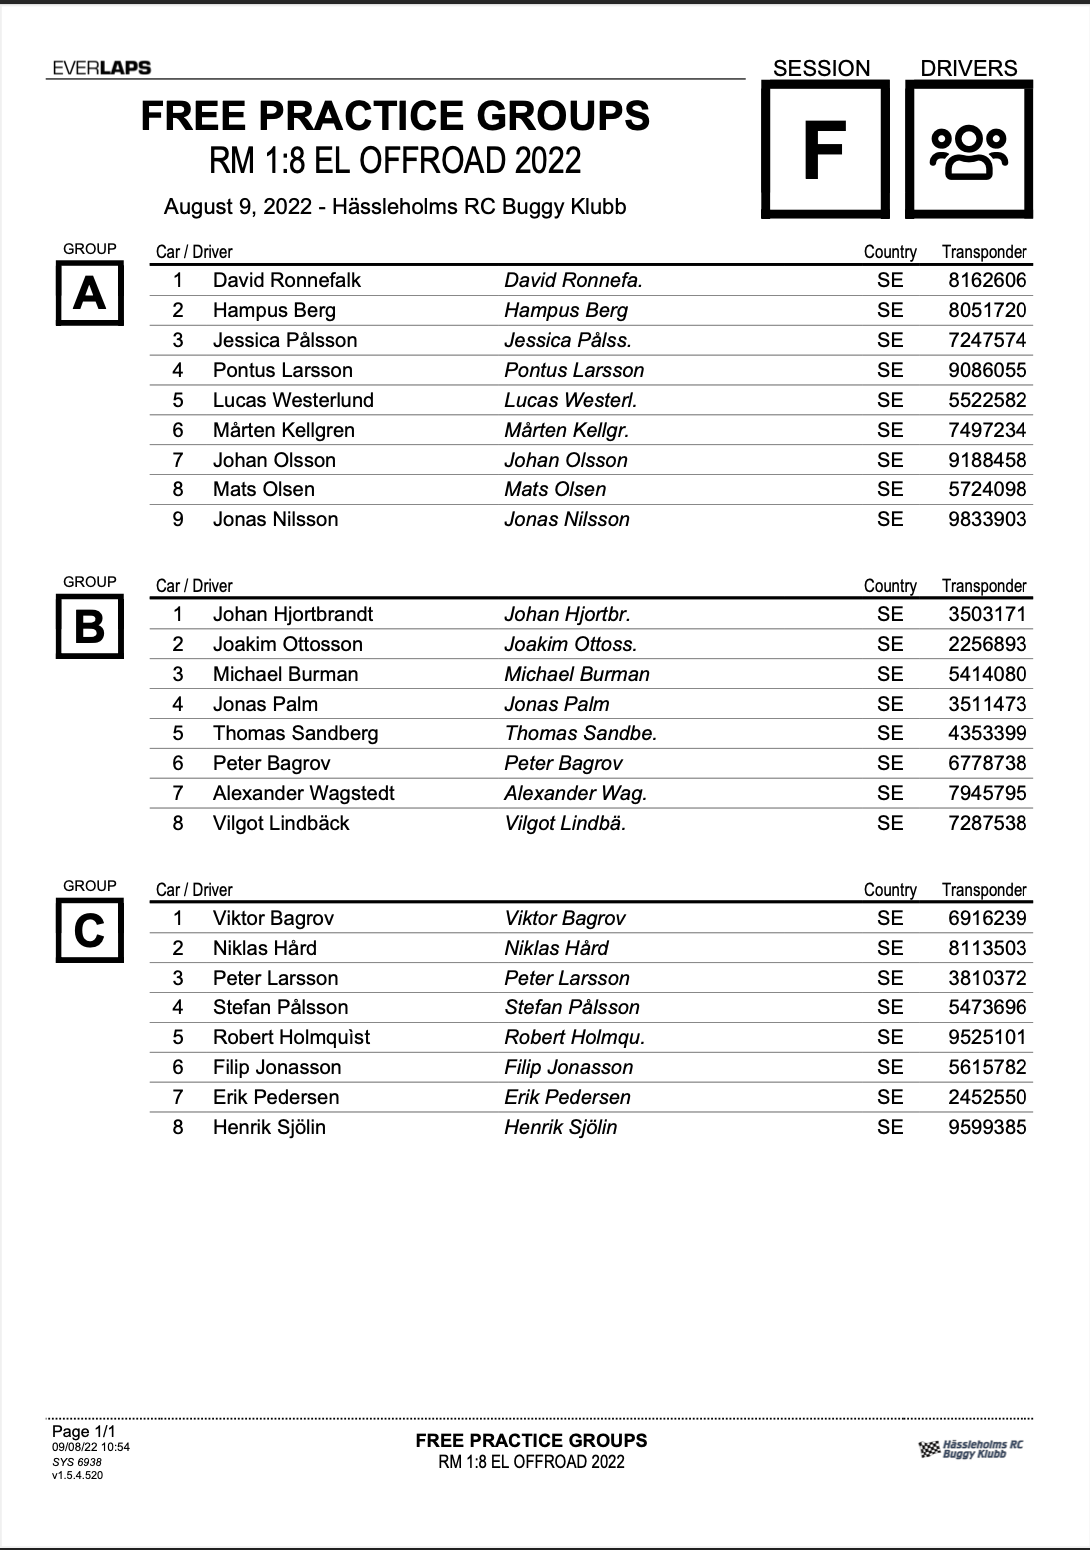 EVERLAPS
SESSION DRIVERS
FREE PRACTICE GROUPS
RM 1:8 EL OFFROAD 2022
F
August 9, 2022 - Hässleholms RC Buggy Klubb
GROUP
A
Car / Driver Country Transponder
1 David Ronnefalk David Ronnefa. SE 8162606
2 Hampus Berg Hampus Berg SE 8051720
3 Jessica Pålsson Jessica Pålss. SE 7247574
4 Pontus Larsson Pontus Larsson SE 9086055
5 Lucas Westerlund Lucas Westerl. SE 5522582
6 Mårten Kellgren Mårten Kellgr. SE 7497234
7 Johan Olsson Johan Olsson SE 9188458
8 Mats Olsen Mats Olsen SE 5724098
9 Jonas Nilsson Jonas Nilsson SE 9833903
GROUP
B
Car / Driver Country Transponder
1 Johan Hjortbrandt Johan Hjortbr. SE 3503171
2 Joakim Ottosson Joakim Ottoss. SE 2256893
3 Michael Burman Michael Burman SE 5414080
4 Jonas Palm Jonas Palm SE 3511473
5 Thomas Sandberg Thomas Sandbe. SE 4353399
6 Peter Bagrov Peter Bagrov SE 6778738
7 Alexander Wagstedt Alexander Wag. SE 7945795
8 Vilgot Lindbäck Vilgot Lindbä. SE 7287538
GROUP
C
Car / Driver Country Transponder
1 Viktor Bagrov Viktor Bagrov SE 6916239
2 Niklas Hård Niklas Hård SE 8113503
3 Peter Larsson Peter Larsson SE 3810372
4 Stefan Pålsson Stefan Pålsson SE 5473696
5 Robert Holmquìst Robert Holmqu. SE 9525101
6 Filip Jonasson Filip Jonasson SE 5615782
7 Erik Pedersen Erik Pedersen SE 2452550
8 Henrik Sjölin Henrik Sjölin SE 9599385
Page 1/1
09/08/22 10:54
SYS 6938
v1.5.4.520
FREE PRACTICE GROUPS
RM 1:8 EL OFFROAD 2022
Hässleholms RC
Buggy Klubb